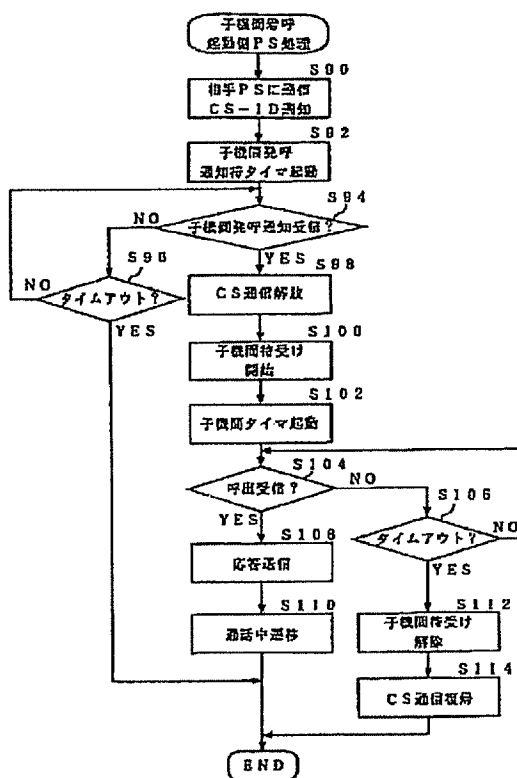 子機間発呼
起動側PS処理
S90
相手PSに通信
CS-ID通知
S92
子機間発呼
通知待タイマ起動
S94
子機間発呼通知受信?
NO
YES
S96
タイムアウト?
NO
YES
S98
CS通信解放
S100
子機間待受け
開始
S102
子機間タイマ起動
S104
呼出受信?
NO
YES
S106
タイムアウト?
NO
YES
S108
応答送信
S110
通話中遷移
S112
子機間待受け
解除
S114
CS通信復帰
END